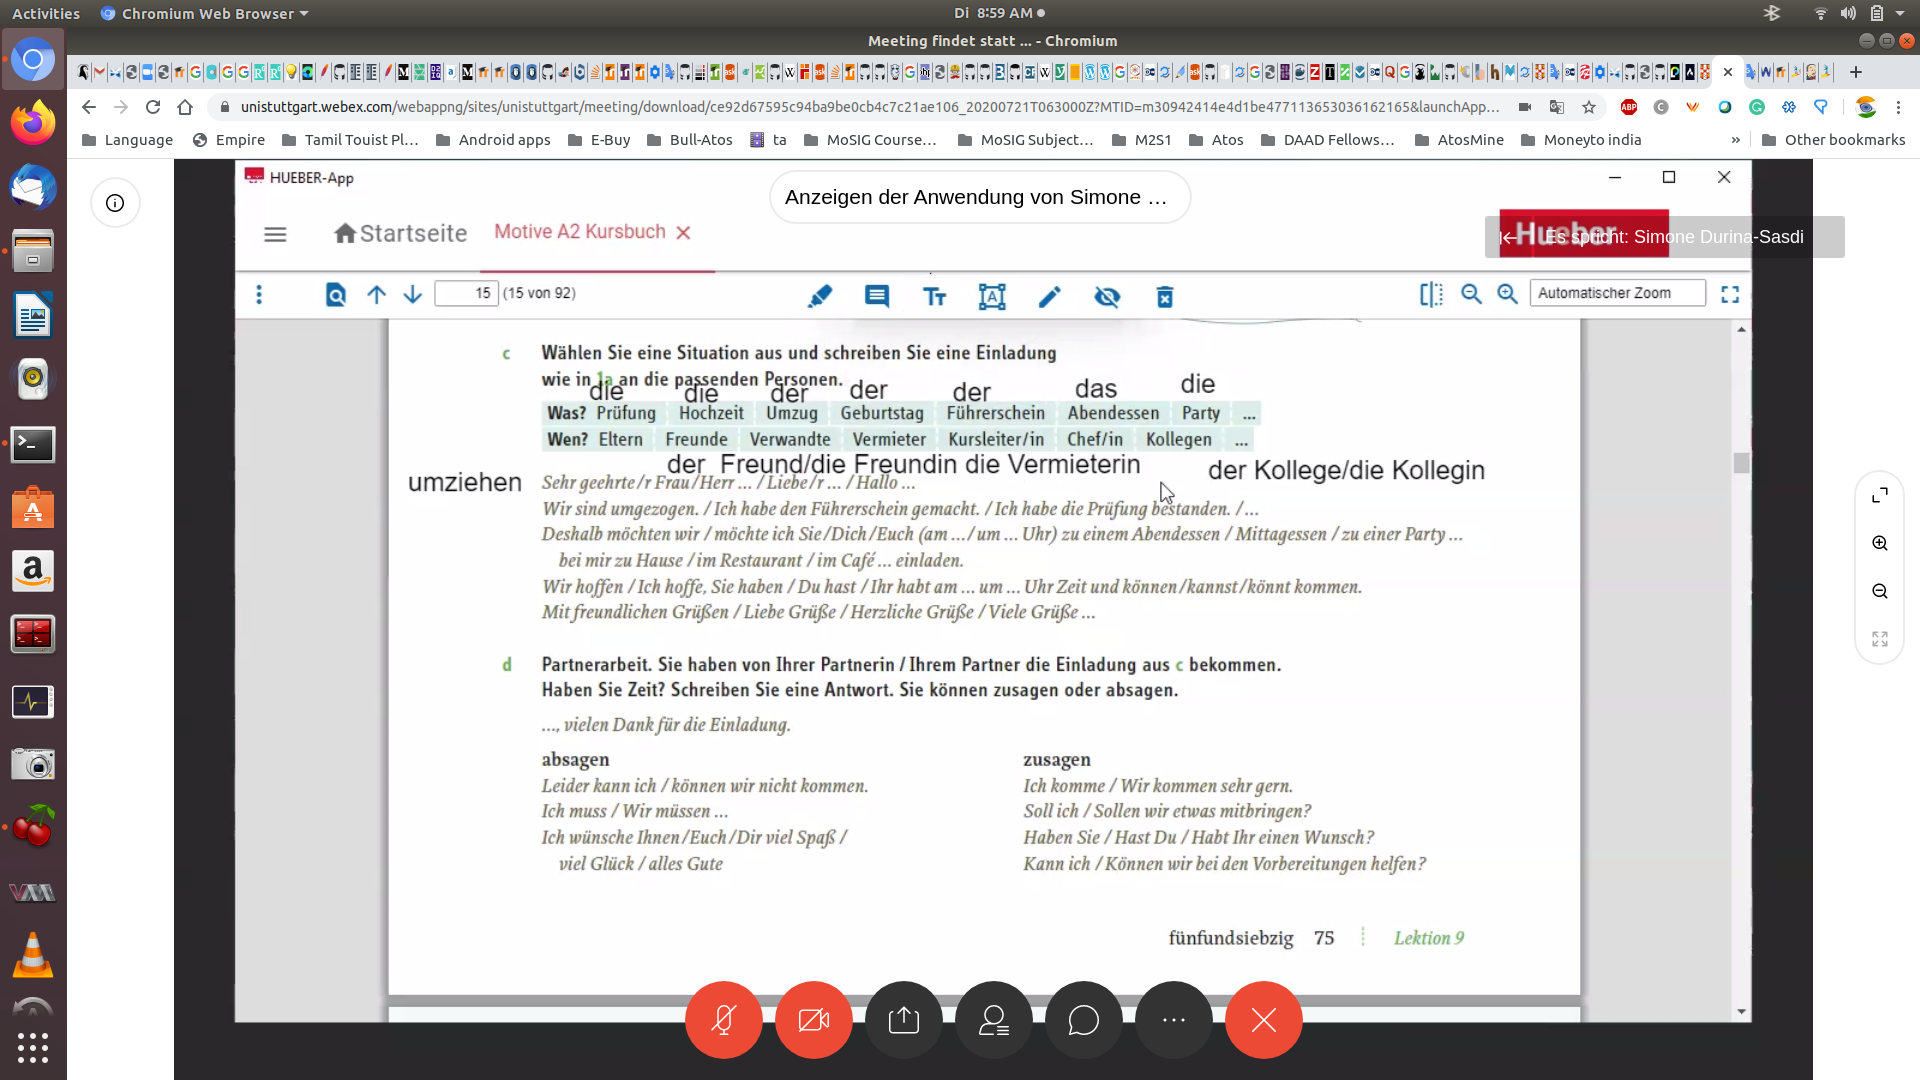 Activities Chromium Web Browser Di 8:59 AM
Meeting findet statt ... - Chromium
unistuttgart.webex.com/webappng/sites/unistuttgart/meeting/download/ce92d67595c94ba9be0cb4c7c21ae106_20200721T063000Z?MTID=m30942414e4d1be477113653036162165&launchApp...
Language Empire Tamil Touist Pl... Android apps E-Buy Bull-Atos ta MoSIG Course... MoSIG Subject... M2S1 Atos DAAD Fellows... AtosMine Moneyto india » Other bookmarks
HUEBER-App
Anzeigen der Anwendung von Simone ...
Startseite Motive A2 Kursbuch Hueber
Es spricht: Simone Durina-Sasdi
15 (15 von 92) Automatischer Zoom
c Wählen Sie eine Situation aus und schreiben Sie eine Einladung
wie in 1a an die passenden Personen.
die die der der der das die
Was? Prüfung Hochzeit Umzug Geburtstag Führerschein Abendessen Party ...
Wen? Eltern Freunde Verwandte Vermieter Kursleiter/in Chef/in Kollegen ...
der Freund/die Freundin die Vermieterin der Kollege/die Kollegin
umziehen Sehr geehrte/r Frau/Herr ... / Liebe/r ... / Hallo ...
Wir sind umgezogen. / Ich habe den Führerschein gemacht. / Ich habe die Prüfung bestanden. / ...
Deshalb möchten wir / möchte ich Sie/Dich/Euch (am .../ um ... Uhr) zu einem Abendessen / Mittagessen / zu einer Party ...
bei mir zu Hause / im Restaurant / im Café ... einladen.
Wir hoffen / Ich hoffe, Sie haben / Du hast / Ihr habt am ... um ... Uhr Zeit und können/kannst/könnt kommen.
Mit freundlichen Grüßen / Liebe Grüße / Herzliche Grüße / Viele Grüße ...
d Partnerarbeit. Sie haben von Ihrer Partnerin / Ihrem Partner die Einladung aus c bekommen.
Haben Sie Zeit? Schreiben Sie eine Antwort. Sie können zusagen oder absagen.
..., vielen Dank für die Einladung.
absagen
Leider kann ich / können wir nicht kommen.
Ich muss / Wir müssen ...
Ich wünsche Ihnen/Euch/Dir viel Spaß /
viel Glück / alles Gute
zusagen
Ich komme / Wir kommen sehr gern.
Soll ich / Sollen wir etwas mitbringen?
Haben Sie / Hast Du / Habt Ihr einen Wunsch?
Kann ich / Können wir bei den Vorbereitungen helfen?
fünfundsiebzig 75 Lektion 9